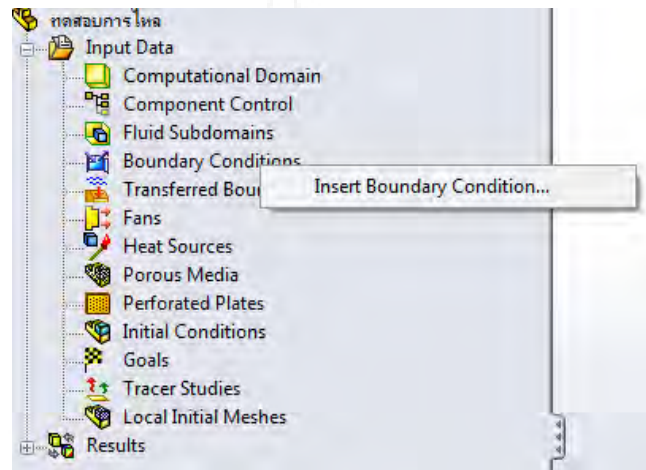 ทดสอบการไหล
Input Data
Computational Domain
Component Control
Fluid Subdomains
Boundary Conditions
Insert Boundary Condition...
Transferred Bou
Fans
Heat Sources
Porous Media
Perforated Plates
Initial Conditions
Goals
Tracer Studies
Local Initial Meshes
Results